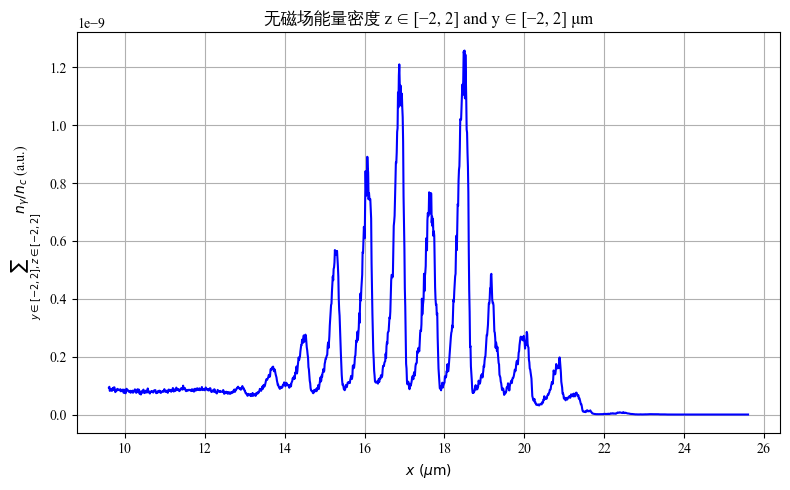 无磁场能量密度 z ∈ [−2, 2] and y ∈ [−2, 2] μm
1e−9
1.2
1.0
0.8
0.6
0.4
0.2
0.0
∑ y ∈ [−2, 2], z ∈ [−2, 2] nγ/nc (a.u.)
10 12 14 16 18 20 22 24 26
x (μm)